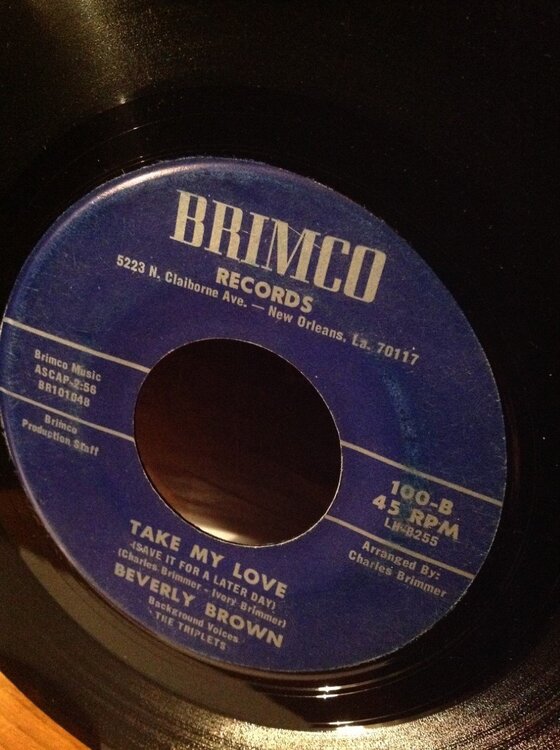 BRIMCO
RECORDS
5223 N. Claiborne Ave. — New Orleans, La. 70117
Brimco Music
ASCAP-2:56
BR101048
Brimco
Production Staff
100-B
45 RPM
LH-8255
Arranged By:
Charles Brimmer
TAKE MY LOVE
(SAVE IT FOR A LATER DAY)
(Charles Brimmer - Ivory Brimmer)
BEVERLY BROWN
Background Voices
THE TRIPLETS